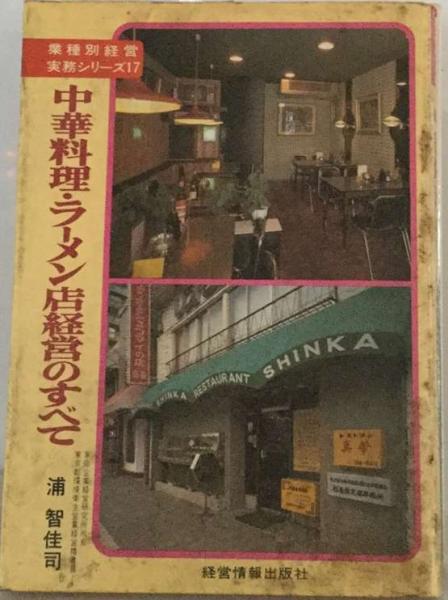 業種別経営
実務シリーズ17
中華料理・ラーメン店経営のすべて
浦 智佳司
SHINKA RESTAURANT SHINKA
真華
経営情報出版社